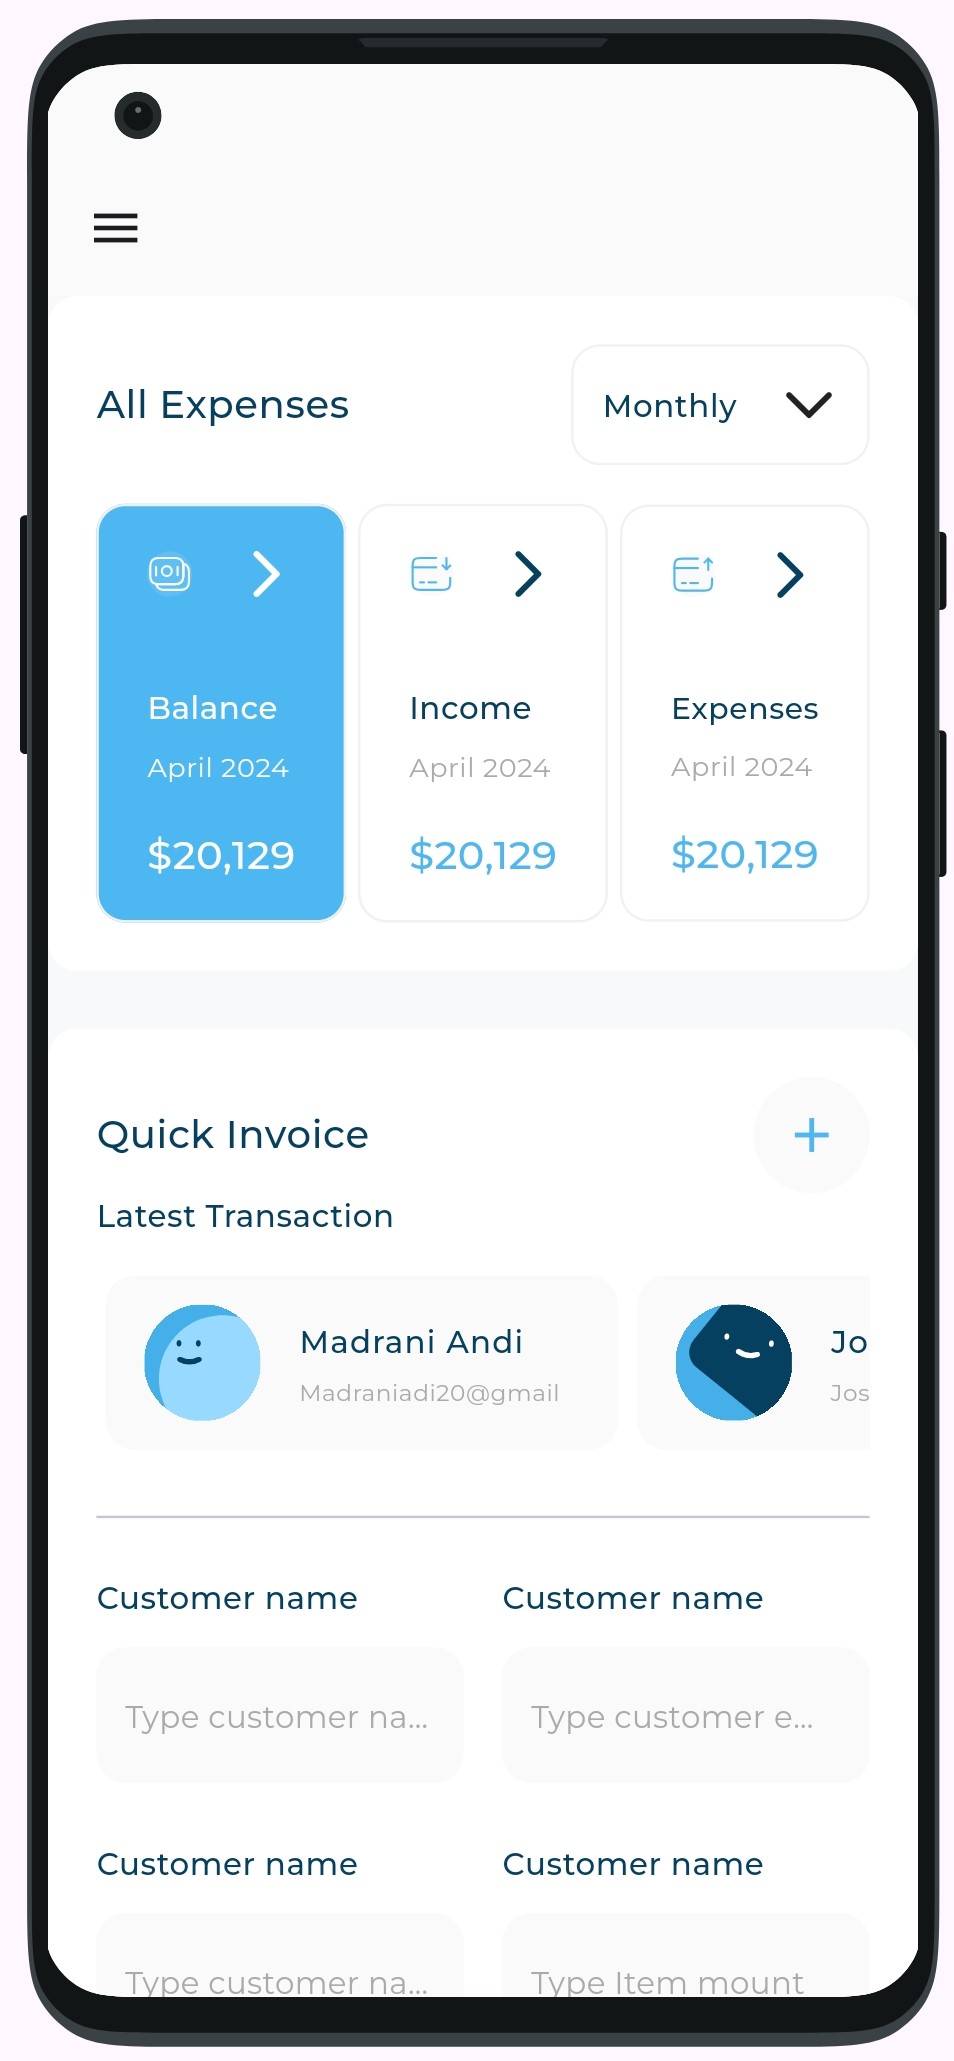 All Expenses
Monthly
Balance
April 2024
$20,129
Income
April 2024
$20,129
Expenses
April 2024
$20,129
Quick Invoice
Latest Transaction
Madrani Andi
Madraniadi20@gmail
Jo
Jos
Customer name
Customer name
Type customer na...
Type customer e...
Customer name
Customer name
Type customer na...
Type Item mount